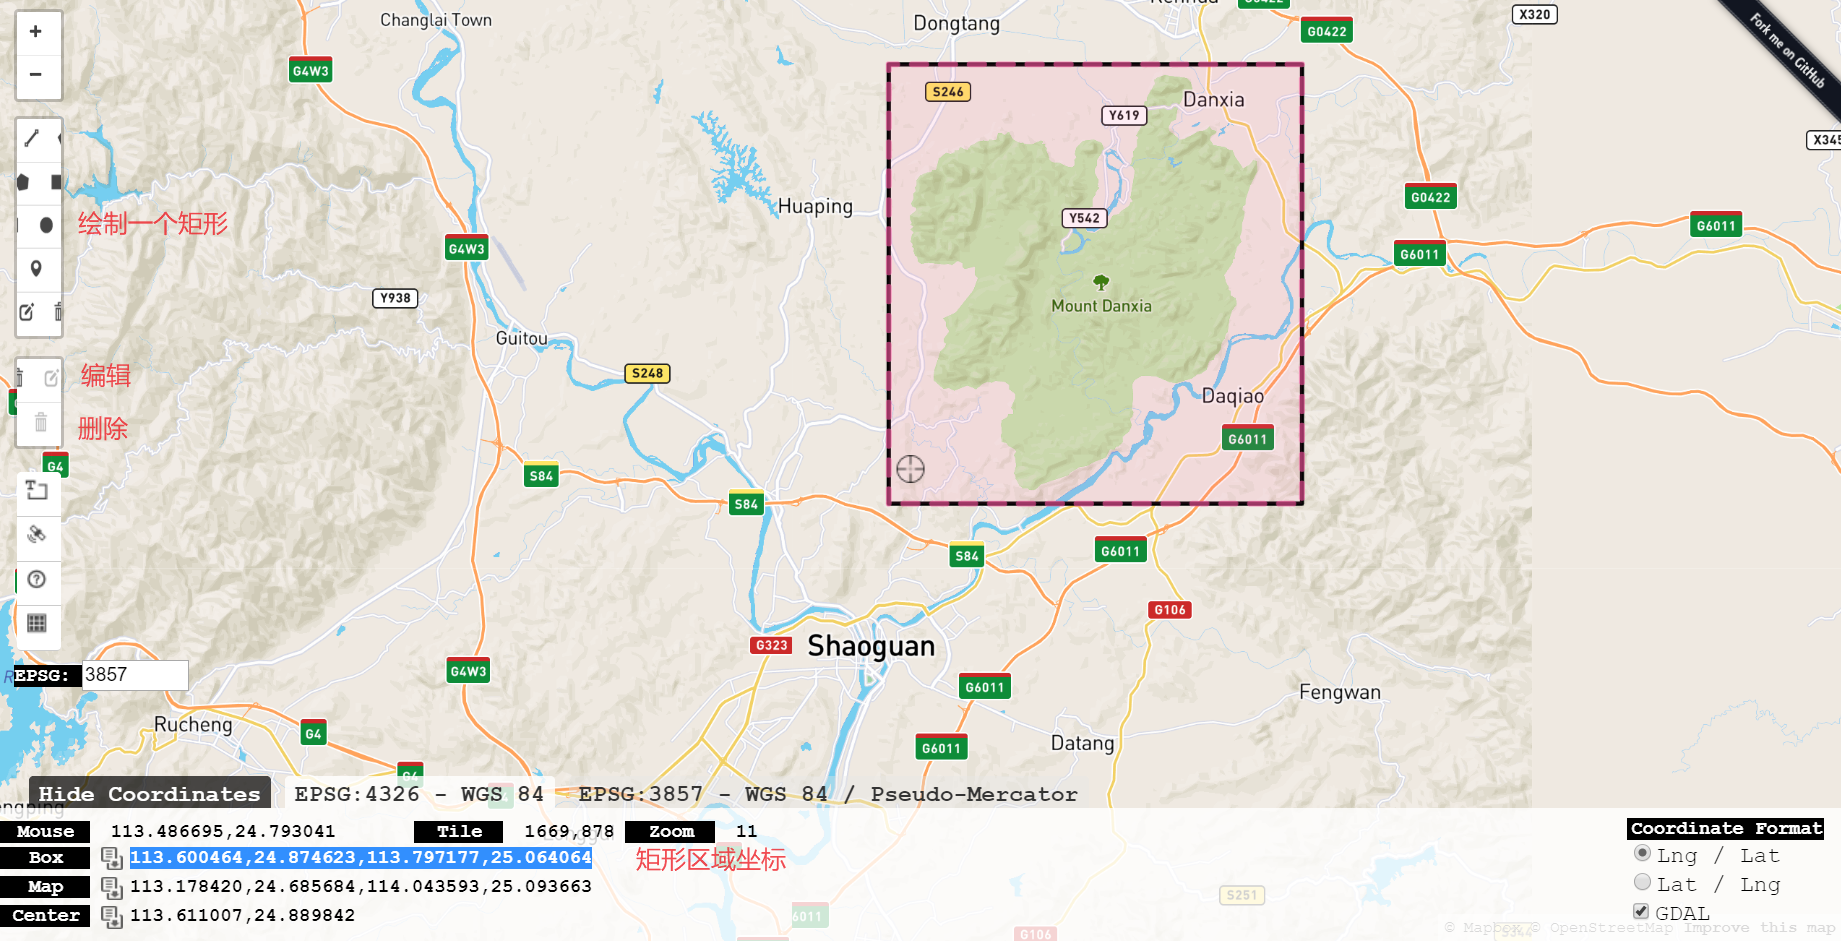 Changlai Town
Dongtang
G0422
X320
G0422
Fork me on GitHub
G4W3
S246
Danxia
Y619
X345
G0422
Huaping
Y542
绘制一个矩形
G4W3
G6011
G6011
Mount Danxia
Y938
Guitou
S248
编辑
Daqiao
删除
G6011
G4
S84
S84
S84
G6011
G106
G323
Shaoguan
EPSG: 3857
G4W3
G6011
Fengwan
Rucheng
G4
G6011
Datang
G4
Hide Coordinates EPSG:4326 - WGS 84 EPSG:3857 - WGS 84 / Pseudo-Mercator
Mouse 113.486695,24.793041 Tile 1669,878 Zoom 11
Coordinate Format
Box 113.600464,24.874623,113.797177,25.064064 矩形区域坐标
Lng / Lat
Map 113.178420,24.685684,114.043593,25.093663
Lat / Lng
S251
Center 113.611007,24.889842
6011
GDAL
G106
© Mapbox © OpenStreetMap Improve this map